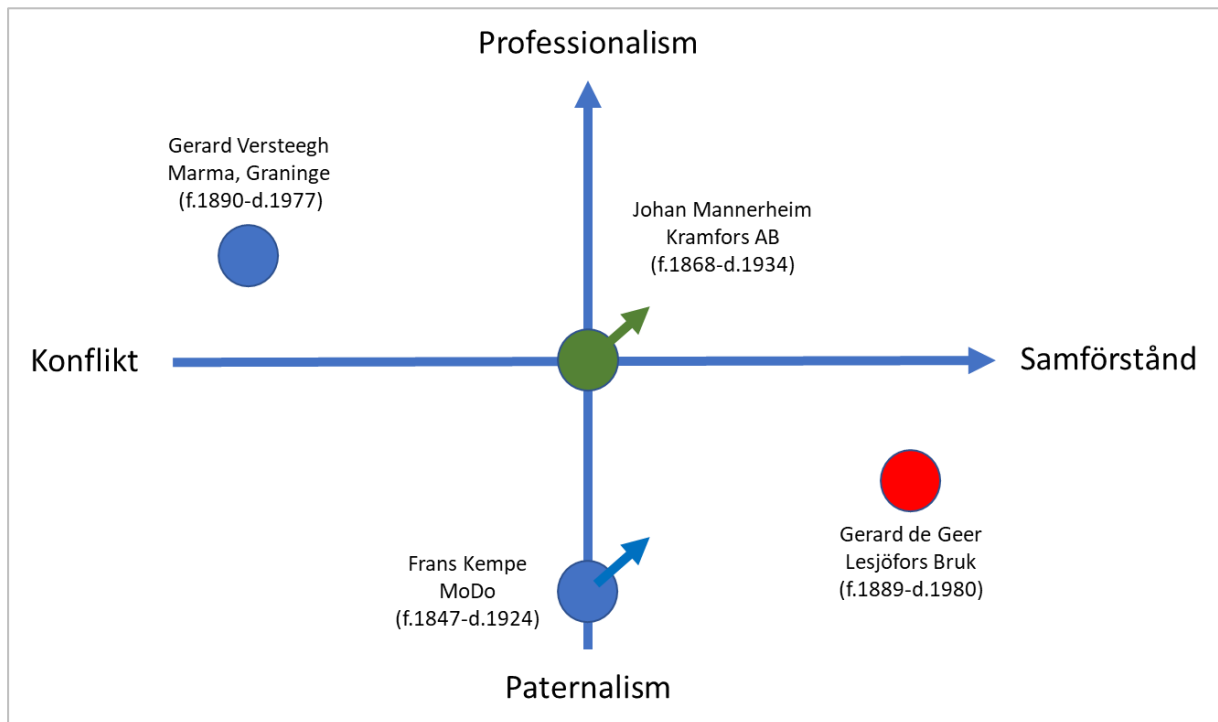 Professionalism
Gerard Versteegh
Marma, Graninge
(f.1890-d.1977)
Johan Mannerheim
Kramfors AB
(f.1868-d.1934)
Konflikt
Samförstånd
Frans Kempe
MoDo
(f.1847-d.1924)
Gerard de Geer
Lesjöfors Bruk
(f.1889-d.1980)
Paternalism